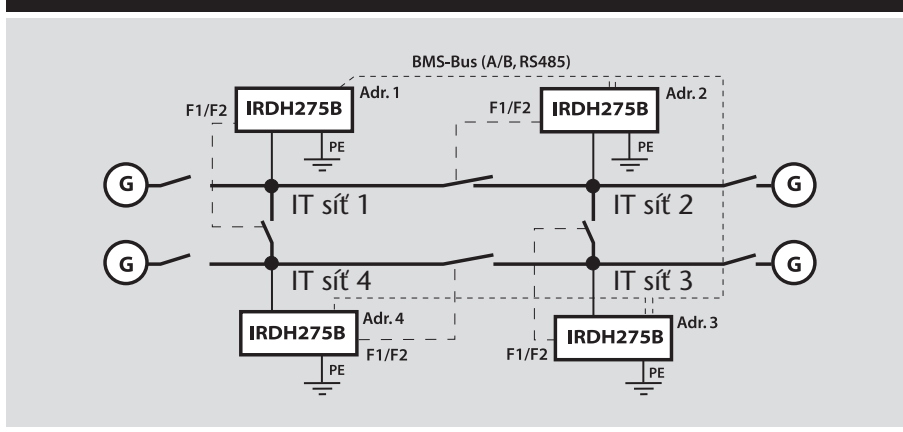 BMS-Bus (A/B, RS485)
IRDH275B
Adr. 1
F1/F2
PE
IRDH275B
Adr. 2
F1/F2
PE
G
IT síť 1
IT síť 2
G
G
IT síť 4
IT síť 3
G
IRDH275B
Adr. 4
F1/F2
PE
IRDH275B
Adr. 3
F1/F2
PE